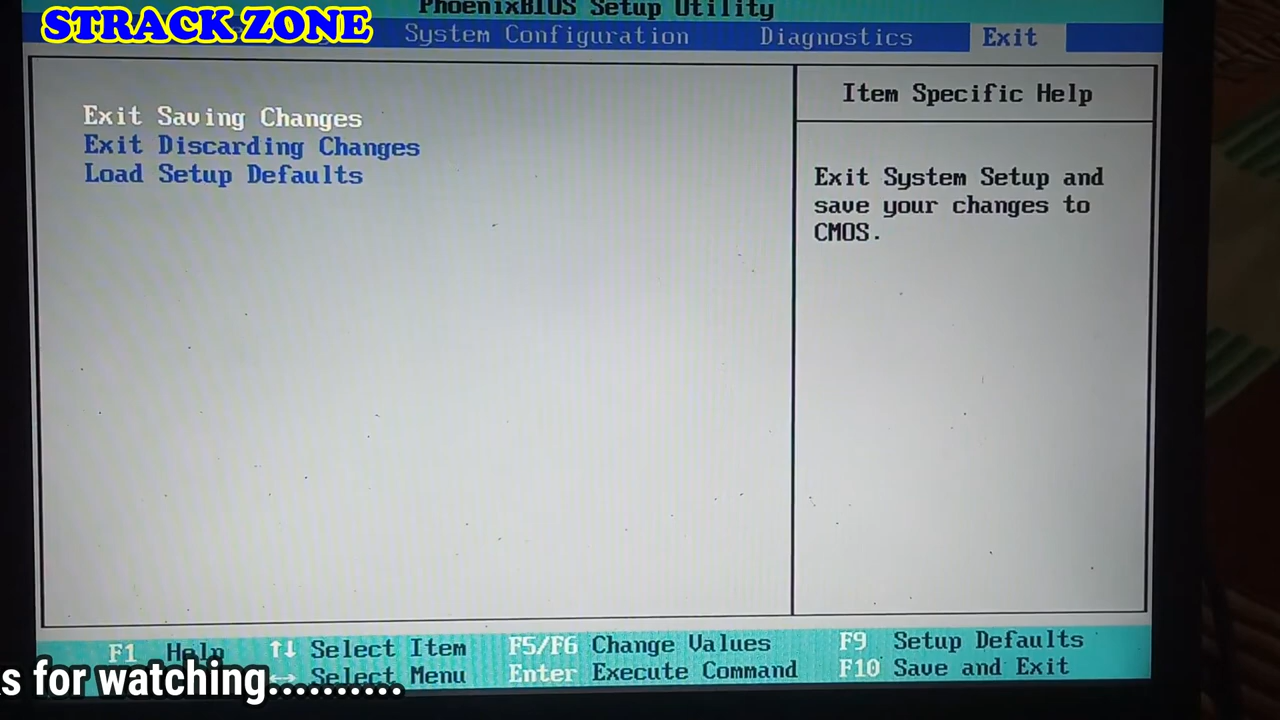 PhoenixBIOS Setup Utility
STRACK ZONE
System Configuration Diagnostics Exit
Exit Saving Changes
Exit Discarding Changes
Load Setup Defaults
Item Specific Help
Exit System Setup and
save your changes to
CMOS.
F1 Help ↑↓ Select Item F5/F6 Change Values F9 Setup Defaults
↔ Select Menu Enter Execute Command F10 Save and Exit
s for watching..........